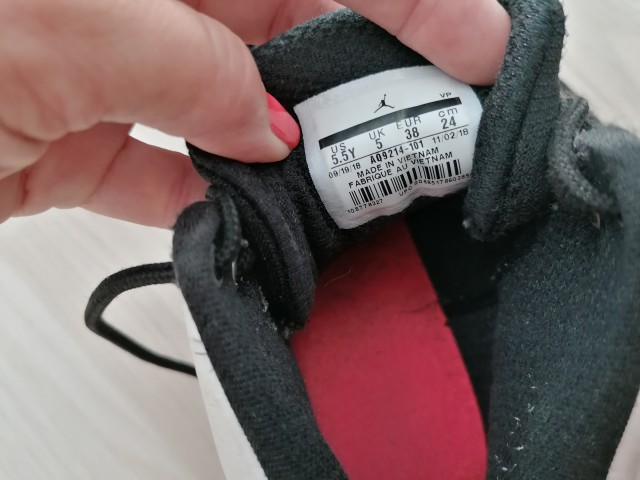 VP
US UK EUR cm
5.5Y 5 38 24
09/19/18 AO9214-101 11/02/18
MADE IN VIETNAM
FABRIQUE AU VIETNAM
UPC